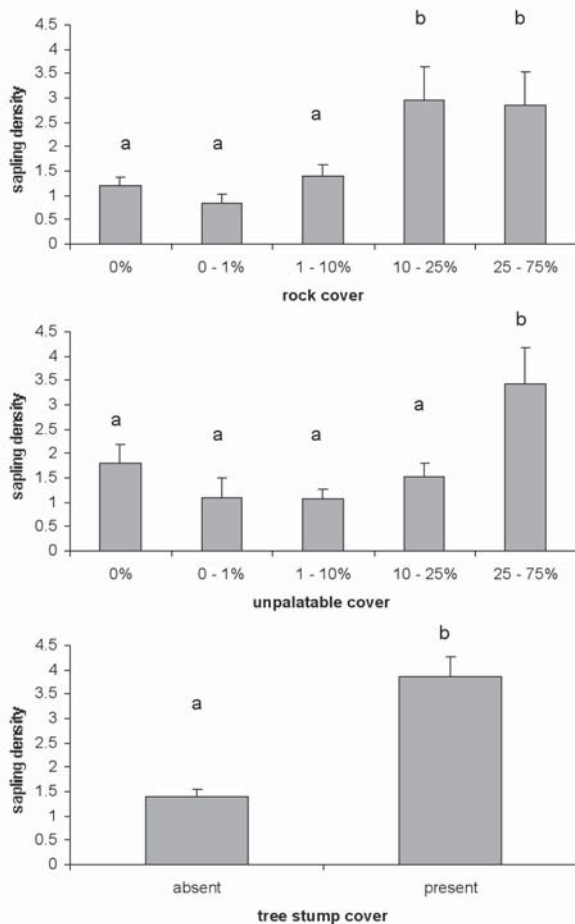 b b
4.5
4
3.5
3
2.5
2
1.5
1
0.5
0
sapling density
a a a
0% 0 - 1% 1 - 10% 10 - 25% 25 - 75%
rock cover
4.5
4
3.5
3
2.5
2
1.5
1
0.5
0
sapling density
b
a a a a
0% 0 - 1% 1 - 10% 10 - 25% 25 - 75%
unpalatable cover
4.5
4
3.5
3
2.5
2
1.5
1
0.5
0
sapling density
b
a
absent present
tree stump cover